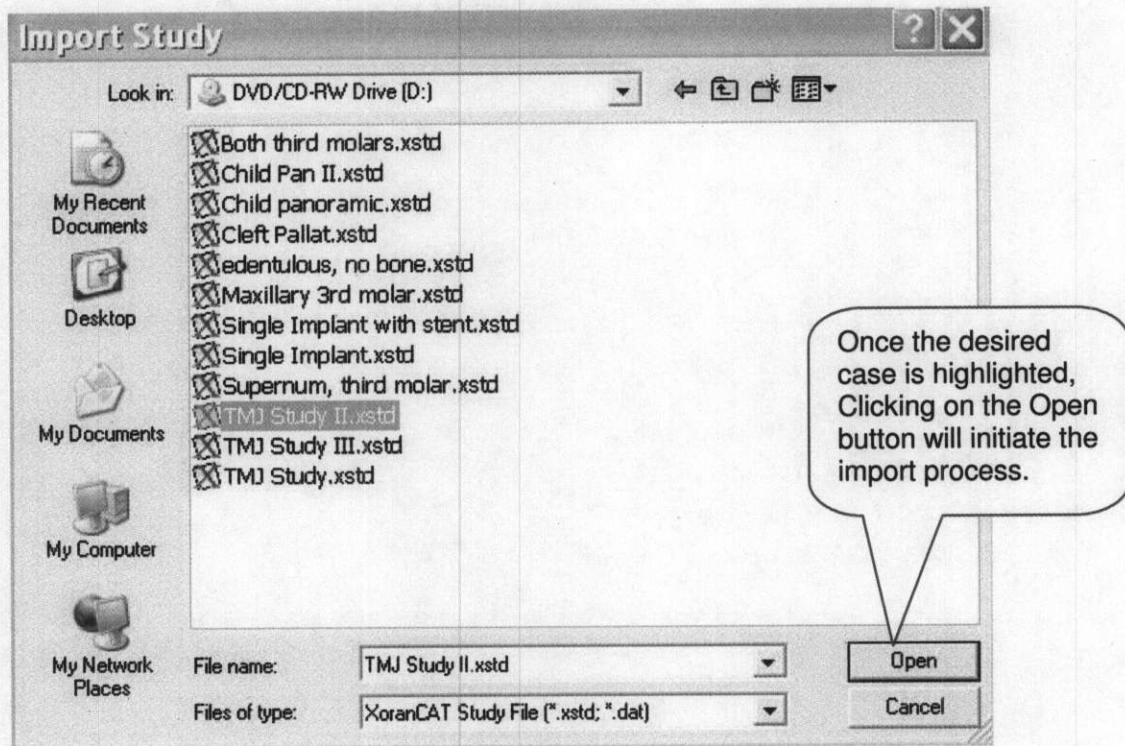 Import Study
Look in: DVD/CD-RW Drive (D:)
My Recent
Documents
Desktop
My Documents
My Computer
My Network
Places
Both third molars.xstd
Child Pan II.xstd
Child panoramic.xstd
Cleft Pallat.xstd
edentulous, no bone.xstd
Maxillary 3rd molar.xstd
Single Implant with stent.xstd
Single Implant.xstd
Supernum, third molar.xstd
TMJ Study II.xstd
TMJ Study III.xstd
TMJ Study.xstd
Once the desired
case is highlighted,
Clicking on the Open
button will initiate the
import process.
File name: TMJ Study II.xstd Open
Files of type: XoranCAT Study File (*.xstd; *.dat) Cancel